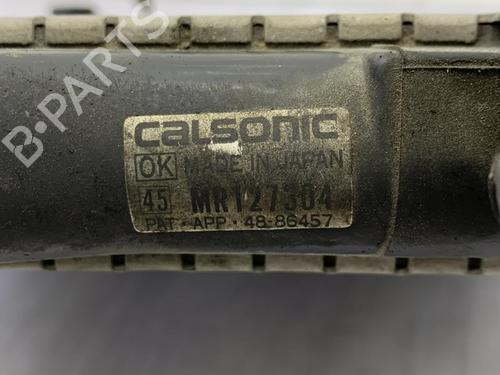 calsonic
OK MADE IN JAPAN
45 MR127304
PAT · APP · 48-86457
B-PARTS